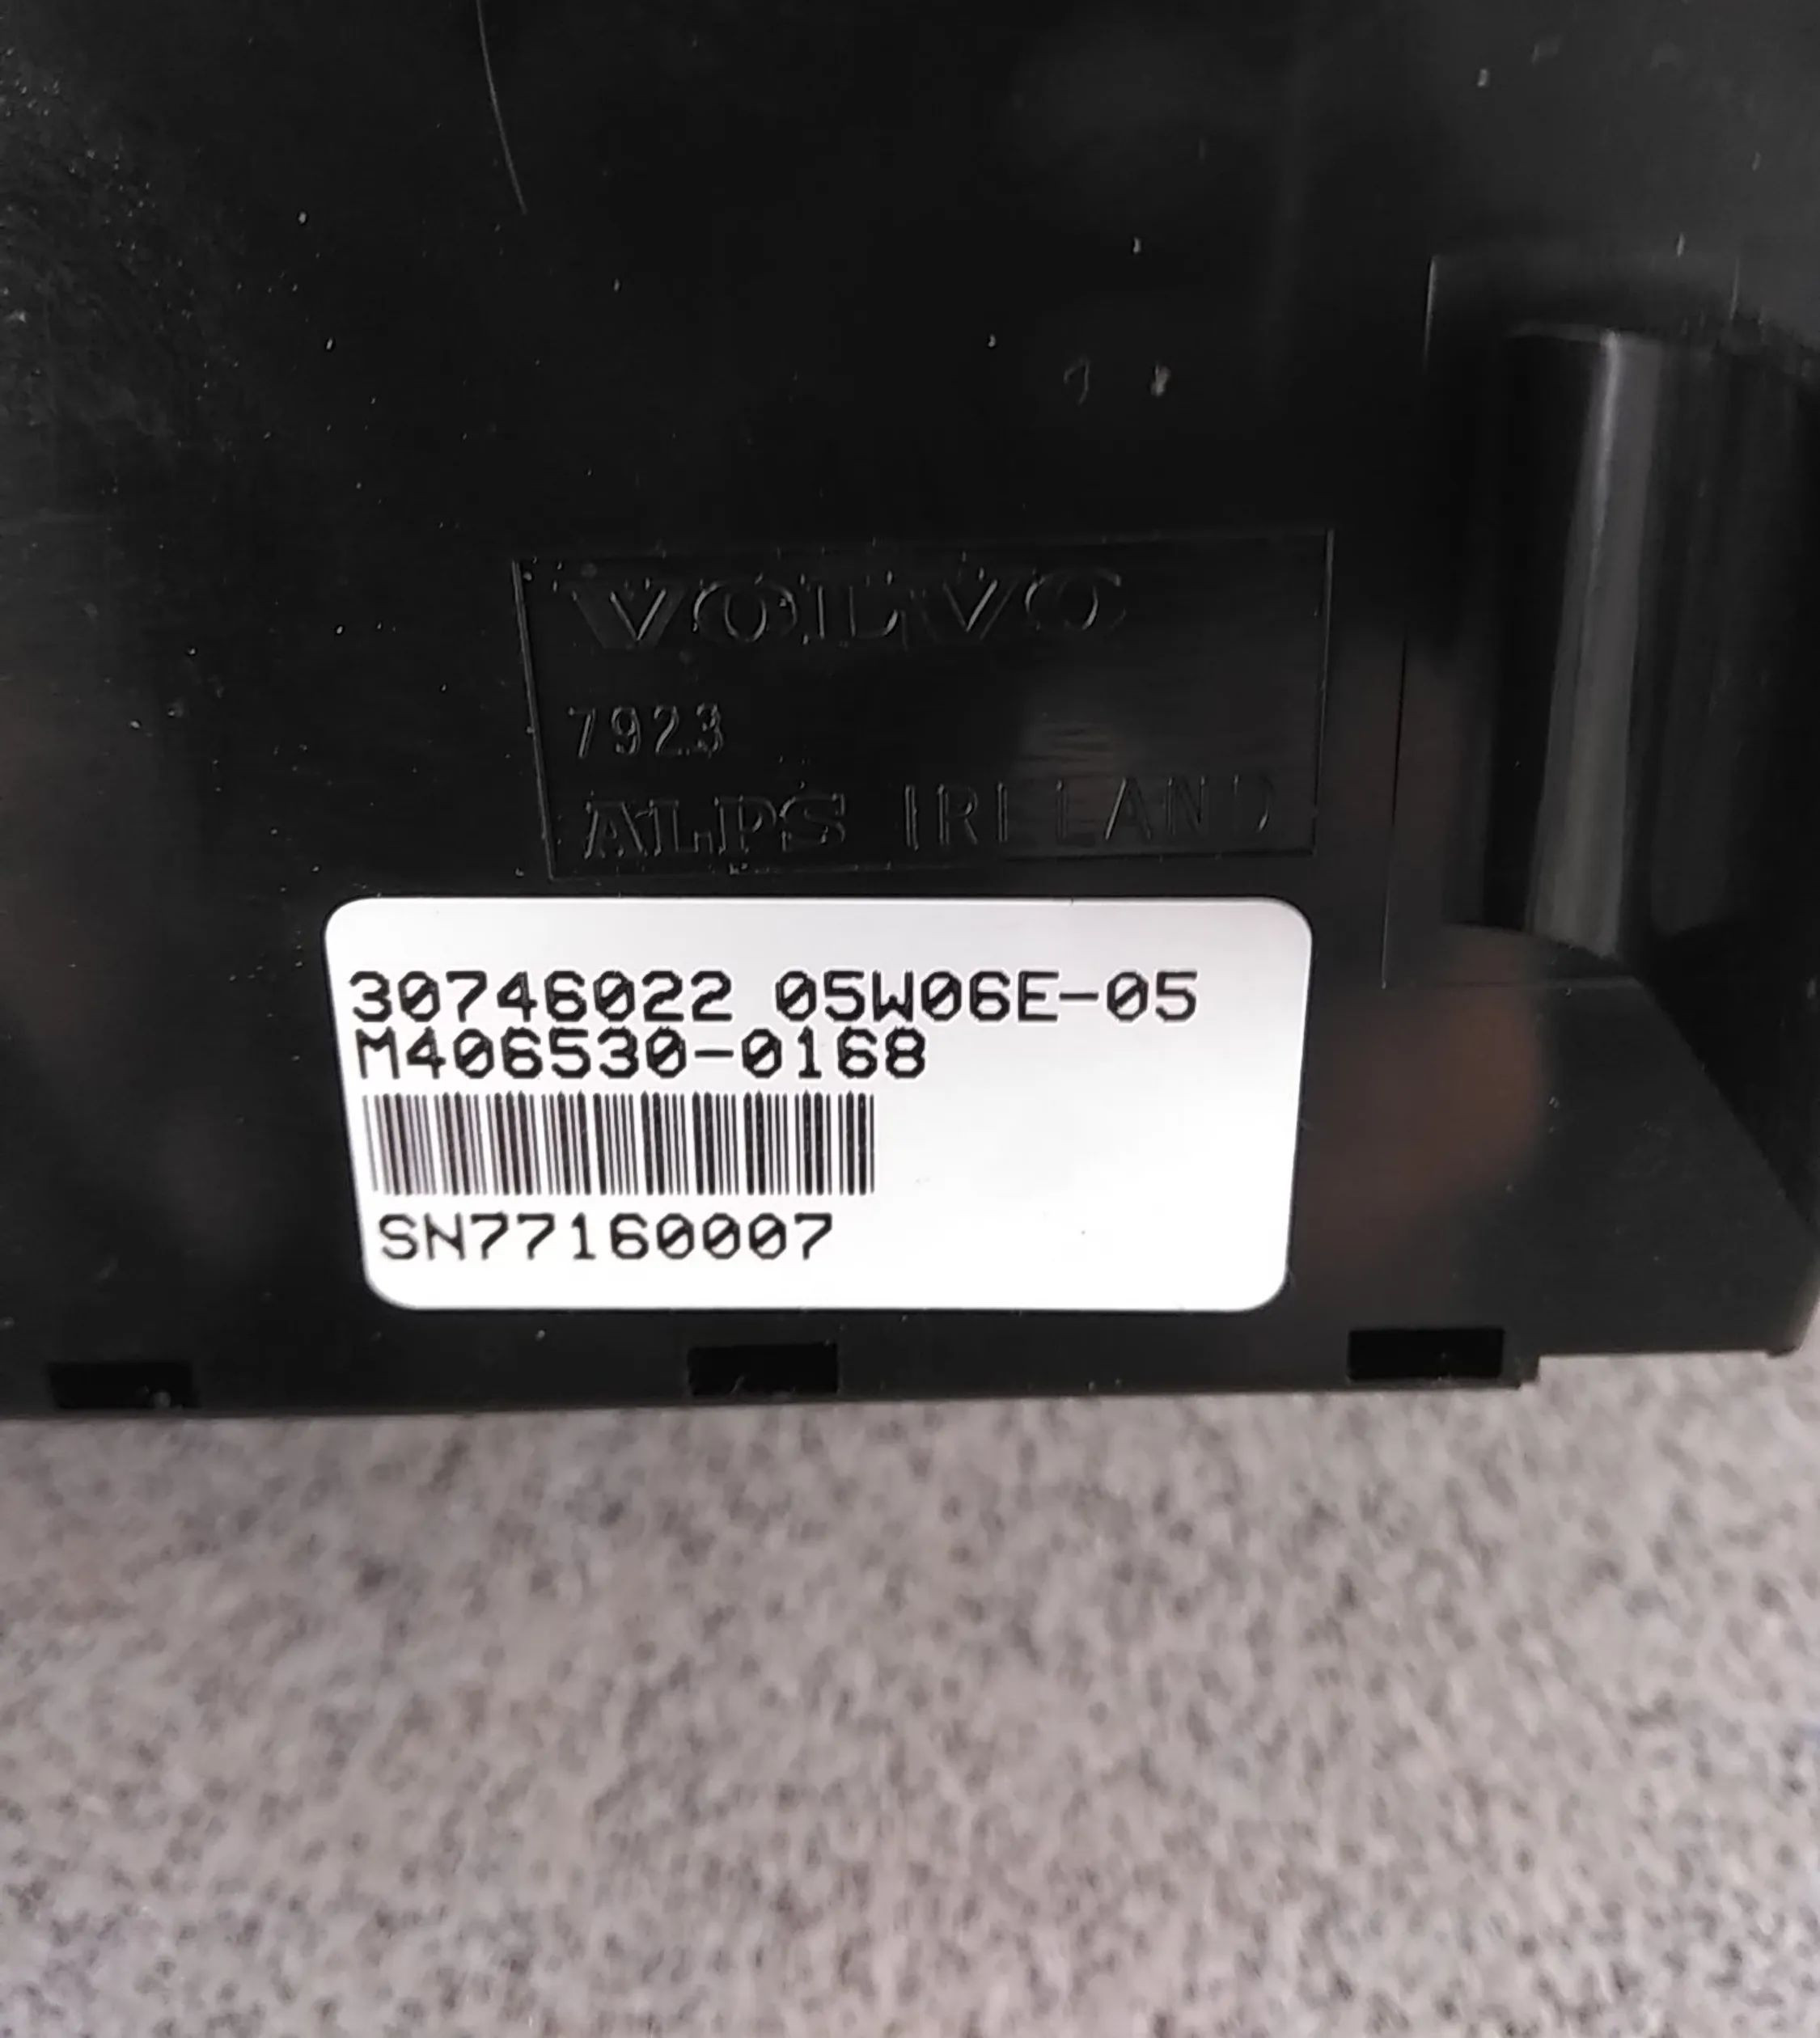 VOLVO
7923
ALPS IRELAND
30746022 05W06E-05
M406530-0168
SN77160007